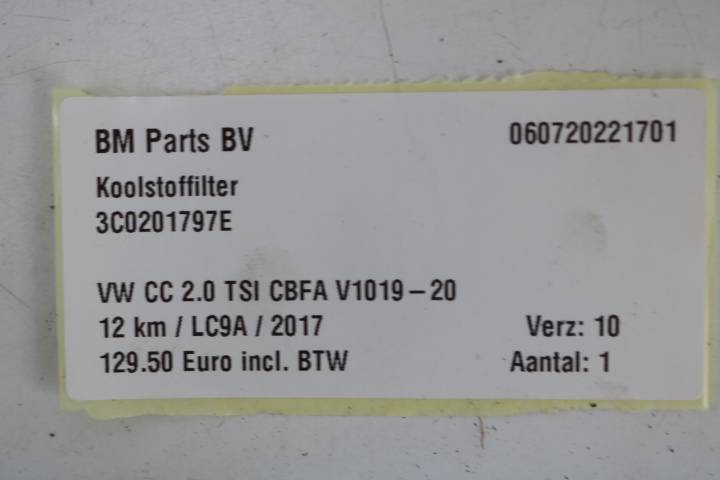 BM Parts BV 060720221701
Koolstoffilter
3C0201797E
VW CC 2.0 TSI CBFA V1019-20
12 km / LC9A / 2017 Verz: 10
129.50 Euro incl. BTW Aantal: 1